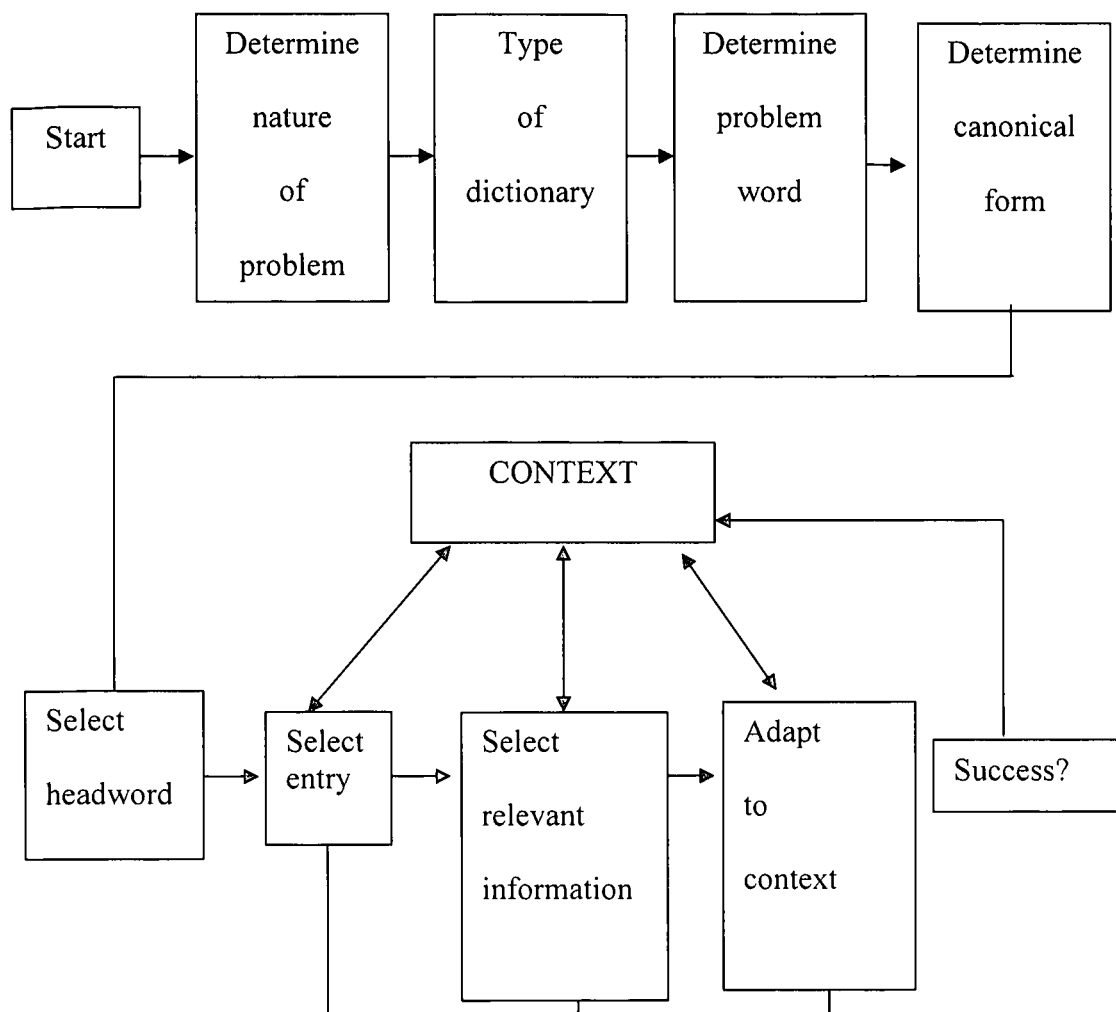 Start
Determine
nature
of
problem
Type
of
dictionary
Determine
problem
word
Determine
canonical
form
CONTEXT
Select
headword
Select
entry
Select
relevant
information
Adapt
to
context
Success?